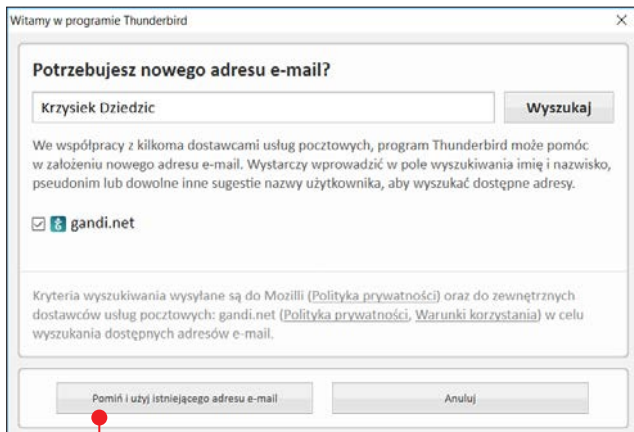 Witamy w programie Thunderbird
Potrzebujesz nowego adresu e-mail?
Krzysiek Dziedzic
Wyszukaj
We współpracy z kilkoma dostawcami usług pocztowych, program Thunderbird może pomóc
w założeniu nowego adresu e-mail. Wystarczy wprowadzić w pole wyszukiwania imię i nazwisko,
pseudonim lub dowolne inne sugestie nazwy użytkownika, aby wyszukać dostępne adresy.
gandi.net
Kryteria wyszukiwania wysyłane są do Mozilli (Polityka prywatności) oraz do zewnętrznych
dostawców usług pocztowych: gandi.net (Polityka prywatności, Warunki korzystania) w celu
wyszukania dostępnych adresów e-mail.
Pomiń i użyj istniejącego adresu e-mail
Anuluj